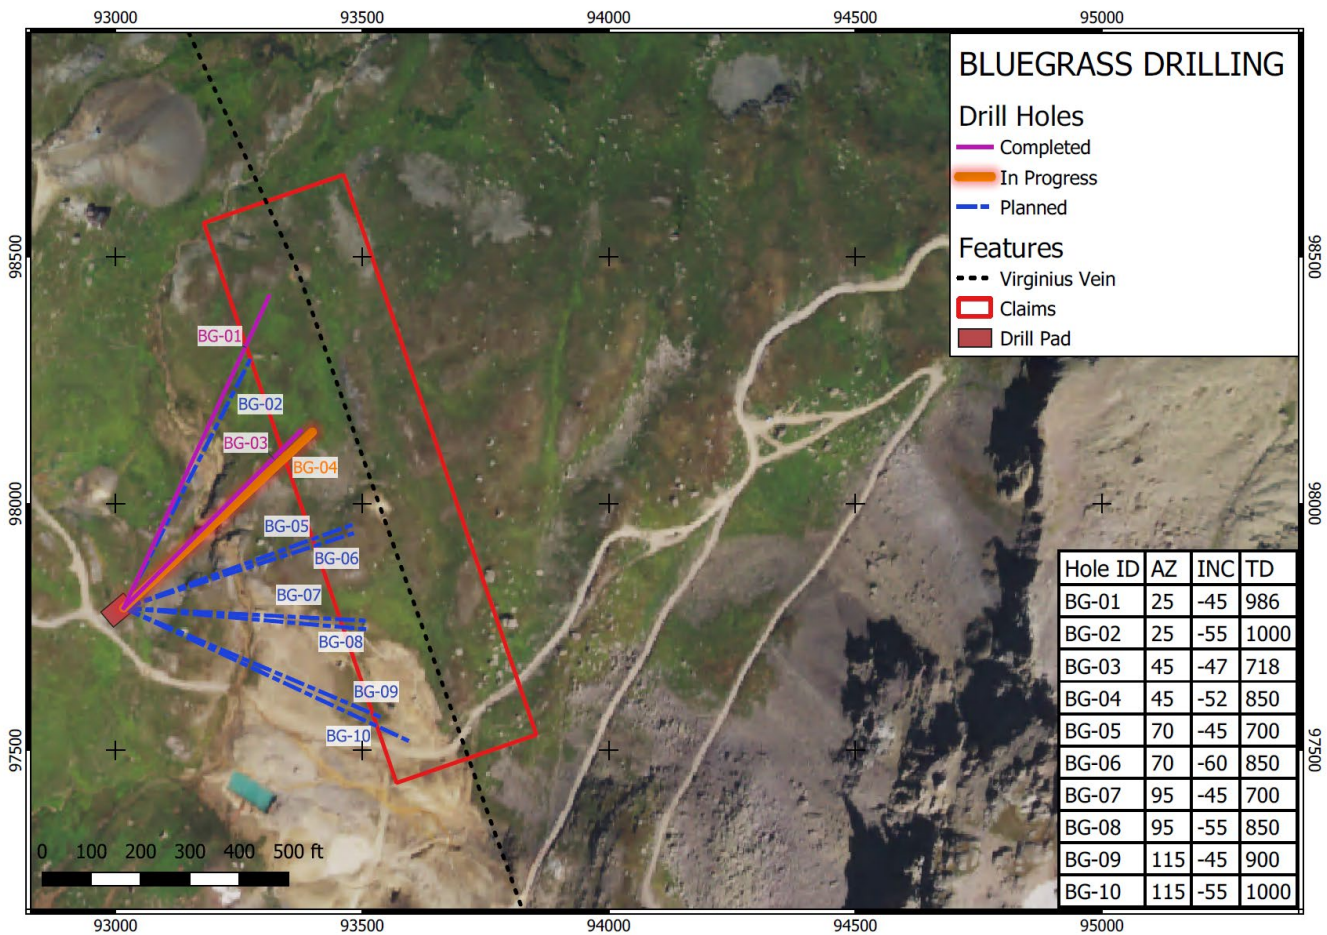 93000 93500 94000 94500 95000
BLUEGRASS DRILLING
Drill Holes
Completed
In Progress
Planned
Features
Virginius Vein
Claims
Drill Pad
98500 98500
BG-01
BG-02
BG-03
BG-04
98000 98000
BG-05
BG-06
BG-07
BG-08
BG-09
BG-10
97500 97500
Hole ID AZ INC TD
BG-01 25 -45 986
BG-02 25 -55 1000
BG-03 45 -47 718
BG-04 45 -52 850
BG-05 70 -45 700
BG-06 70 -60 850
BG-07 95 -45 700
BG-08 95 -55 850
BG-09 115 -45 900
BG-10 115 -55 1000
0 100 200 300 400 500 ft
93000 93500 94000 94500 95000